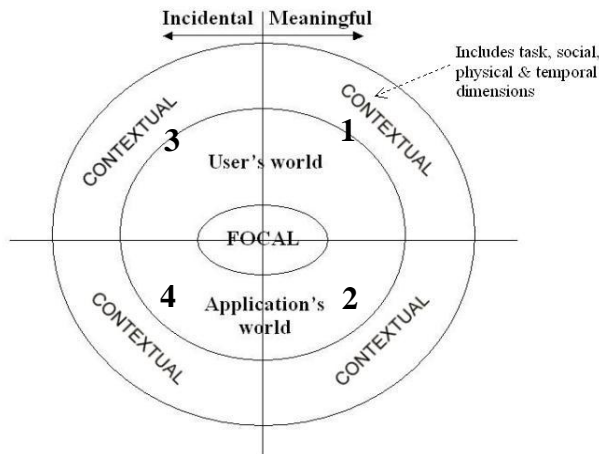 Incidental Meaningful
Includes task, social,
physical & temporal
dimensions
CONTEXTUAL
CONTEXTUAL
3
1
User's world
FOCAL
4
2
Application's
world
CONTEXTUAL
CONTEXTUAL